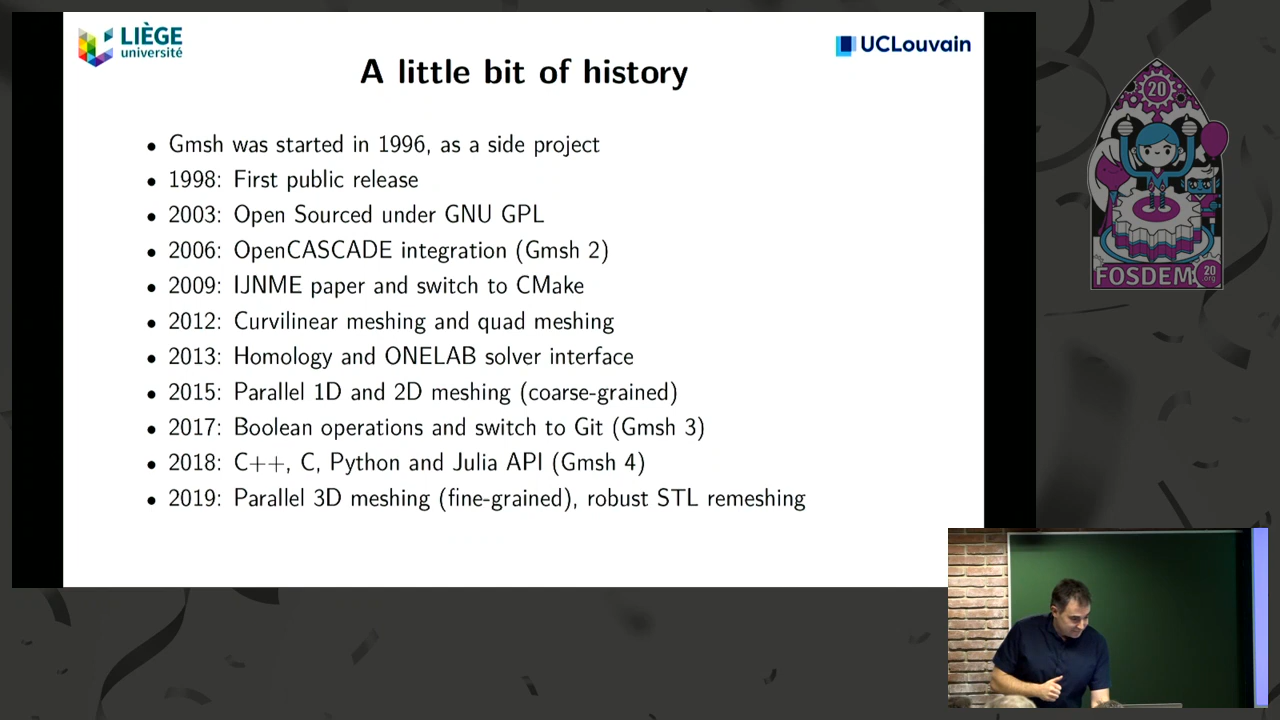 LIÈGE
université
UCLouvain
A little bit of history
• Gmsh was started in 1996, as a side project
• 1998: First public release
• 2003: Open Sourced under GNU GPL
• 2006: OpenCASCADE integration (Gmsh 2)
• 2009: IJNME paper and switch to CMake
• 2012: Curvilinear meshing and quad meshing
• 2013: Homology and ONELAB solver interface
• 2015: Parallel 1D and 2D meshing (coarse-grained)
• 2017: Boolean operations and switch to Git (Gmsh 3)
• 2018: C++, C, Python and Julia API (Gmsh 4)
• 2019: Parallel 3D meshing (fine-grained), robust STL remeshing
20
FOSDEM
20
.org